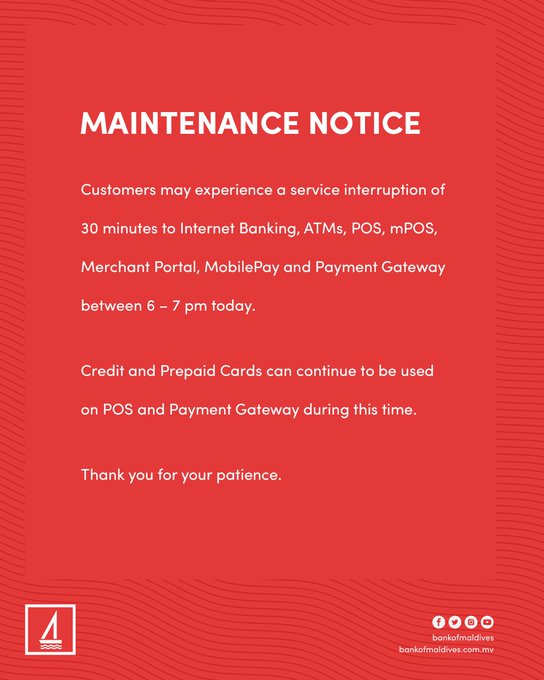 MAINTENANCE NOTICE
Customers may experience a service interruption of
30 minutes to Internet Banking, ATMs, POS, mPOS,
Merchant Portal, MobilePay and Payment Gateway
between 6 – 7 pm today.
Credit and Prepaid Cards can continue to be used
on POS and Payment Gateway during this time.
Thank you for your patience.
bankofmaldives
bankofmaldives.com.mv